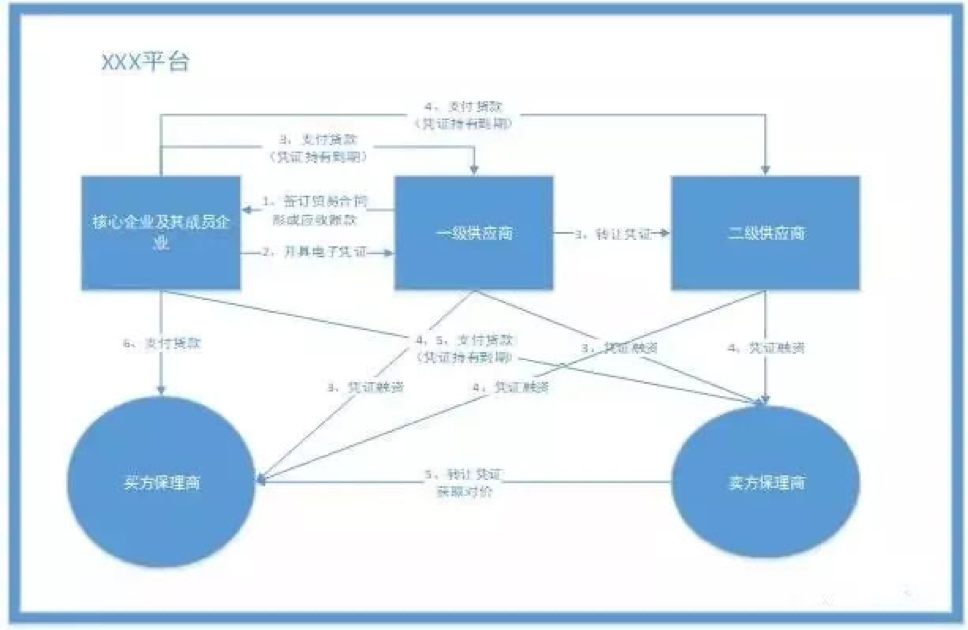 XXX平台
4、支付货款
（凭证持有到期）
3、支付货款
（凭证持有到期）
1、签订贸易合同
形成应收账款
核心企业及其成员企
业
一级供应商
3、转让凭证
二级供应商
2、开具电子凭证
6、支付货款
4、5、支付货款
（凭证持有到期）
3、凭证融资
4、凭证融资
3、凭证融资
4、凭证融资
买方保理商
5、转让凭证
获取对价
卖方保理商